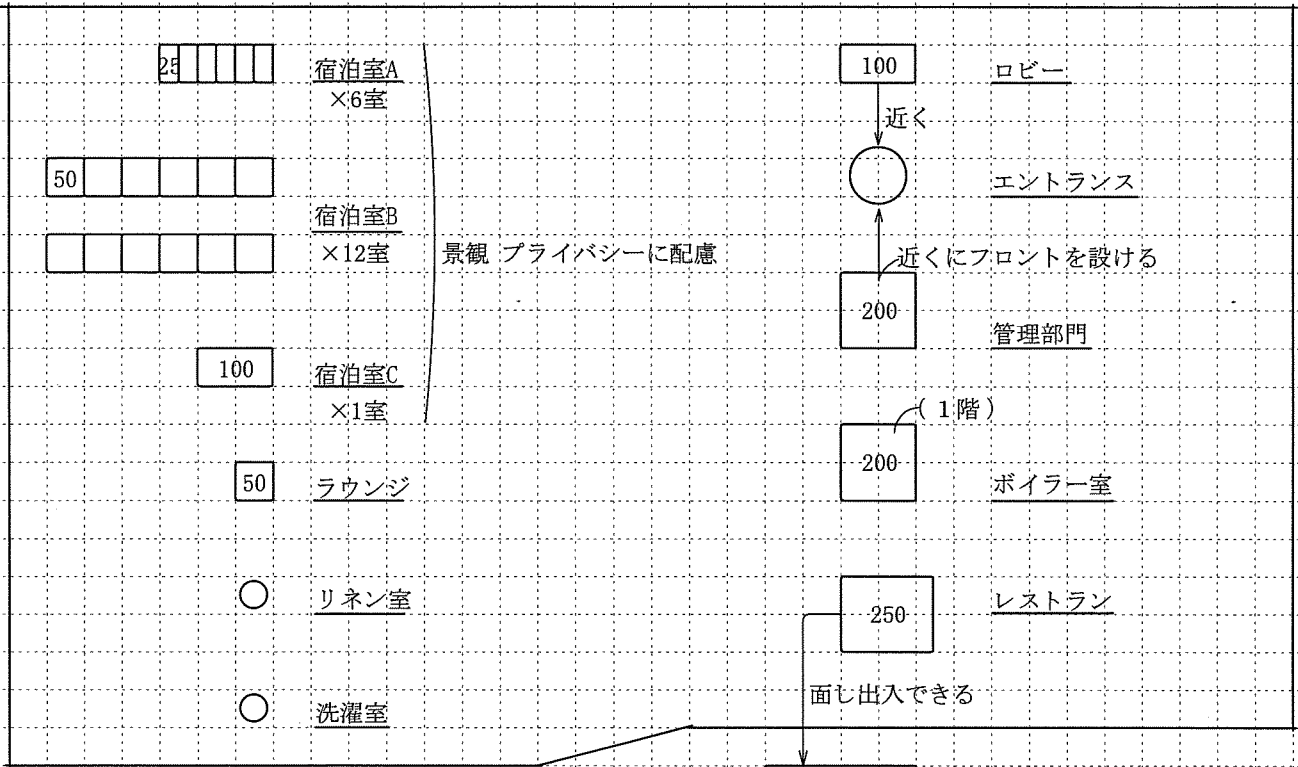 25
宿泊室A
×6室
50
宿泊室B
×12室
景観 プライバシーに配慮
100
宿泊室C
×1室
50
ラウンジ
リネン室
洗濯室
100
ロビー
近く
エントランス
近くにフロントを設ける
200
管理部門
(1階)
200
ボイラー室
250
レストラン
面し出入できる